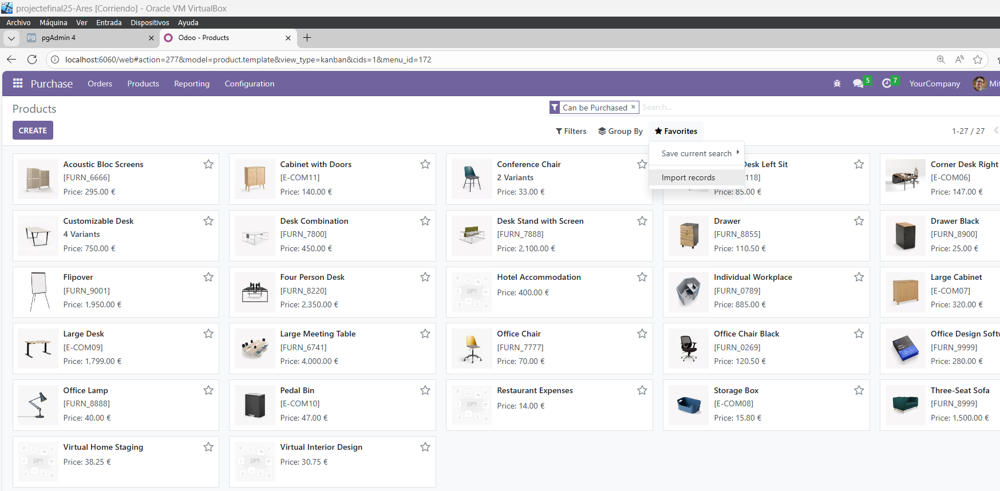 projectefinal25-Ares [Corriendo] - Oracle VM VirtualBox
Archivo Máquina Ver Entrada Dispositivos Ayuda
pgAdmin 4
Odoo - Products
localhost:6060/web#action=277&model=product.template&view_type=kanban&cids=1&menu_id=172
Purchase Orders Products Reporting Configuration 5 7 YourCompany
Products
Can be Purchased × Search...
CREATE
Filters Group By Favorites 1-27 / 27
Save current search
Import records
Acoustic Bloc Screens
[FURN_6666]
Price: 295.00 €
Cabinet with Doors
[E-COM11]
Price: 140.00 €
Conference Chair
2 Variants
Price: 33.00 €
Desk Left Sit
118]
Price: 85.00 €
Corner Desk Right
[E-COM06]
Price: 147.00 €
Customizable Desk
4 Variants
Price: 750.00 €
Desk Combination
[FURN_7800]
Price: 450.00 €
Desk Stand with Screen
[FURN_7888]
Price: 2,100.00 €
Drawer
[FURN_8855]
Price: 110.50 €
Drawer Black
[FURN_8900]
Price: 25.00 €
Flipover
[FURN_9001]
Price: 1,950.00 €
Four Person Desk
[FURN_8220]
Price: 2,350.00 €
Hotel Accommodation
Price: 400.00 €
Individual Workplace
[FURN_0789]
Price: 885.00 €
Large Cabinet
[E-COM07]
Price: 320.00 €
Large Desk
[E-COM09]
Price: 1,799.00 €
Large Meeting Table
[FURN_6741]
Price: 4,000.00 €
Office Chair
[FURN_7777]
Price: 70.00 €
Office Chair Black
[FURN_0269]
Price: 120.50 €
Office Design Soft
[FURN_9999]
Price: 280.00 €
Office Lamp
[FURN_8888]
Price: 40.00 €
Pedal Bin
[E-COM10]
Price: 47.00 €
Restaurant Expenses
Price: 14.00 €
Storage Box
[E-COM08]
Price: 15.80 €
Three-Seat Sofa
[FURN_8999]
Price: 1,500.00 €
Virtual Home Staging
Price: 38.25 €
Virtual Interior Design
Price: 30.75 €